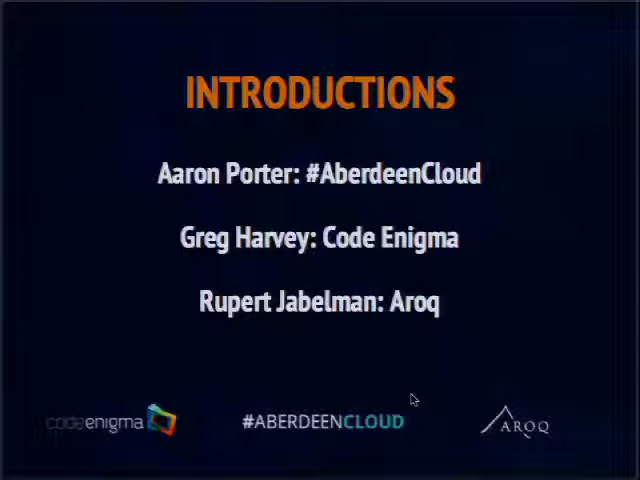 INTRODUCTIONS
Aaron Porter: #AberdeenCloud
Greg Harvey: Code Enigma
Rupert Jabelman: Aroq
codeenigma
#ABERDEENCLOUD
AROQ